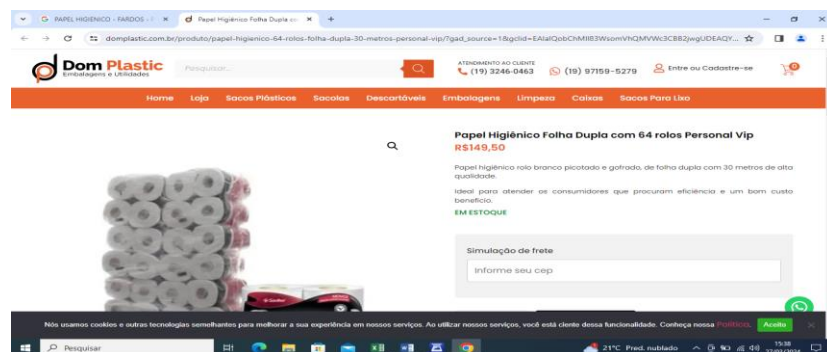 PAPEL HIGIÊNICO - FARDOS -
Papel Higiênico Folha Dupla co
domplastic.com.br/produto/papel-higienico-64-rolos-folha-dupla-30-metros-personal-vip/?gad_source=1&gclid=
Dom Plastic
Embalagens e Utilidades
Pesquisar...
ATENDIMENTO AO CLIENTE
(19) 3246-0463
(19) 97159-5279
Entre ou Cadastre-se
0
Home Loja Sacos Plásticos Sacolas Descartáveis Embalagens Limpeza Caixas Sacos Para Lixo
Papel Higiênico Folha Dupla com 64 rolos Personal Vip
R$149,50
Papel higiênico rolo branco picotado e gofrado, de folha dupla com 30 metros de alta
qualidade.
Ideal para atender os consumidores que procuram eficiência e um bom custo
benefício.
EM ESTOQUE
Simulação de frete
Informe seu cep
Nós usamos cookies e outras tecnologias semelhantes para melhorar a sua experiência em nossos serviços. Ao utilizar nossos serviços, você está ciente dessa funcionalidade. Conheça nossa Política.
Aceito
Pesquisar
21°C Pred. nublado
15:38